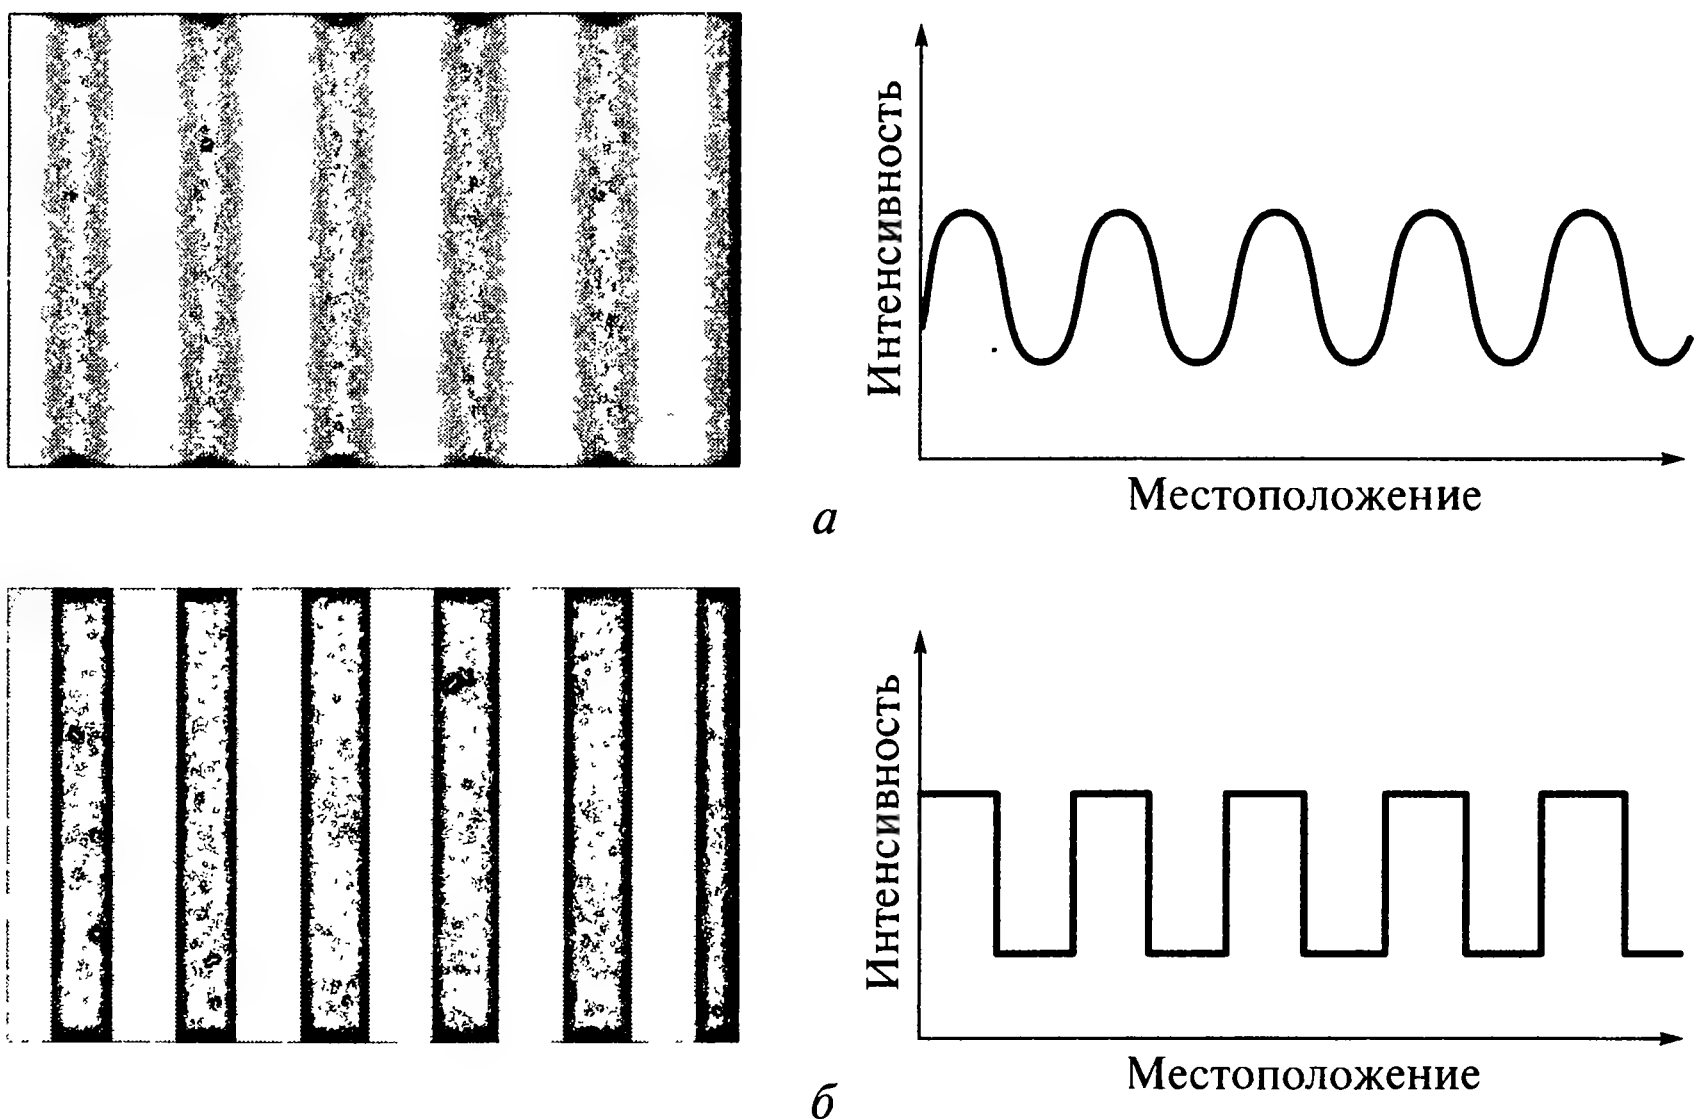 Интенсивность
Местоположение
а
Интенсивность
Местоположение
б